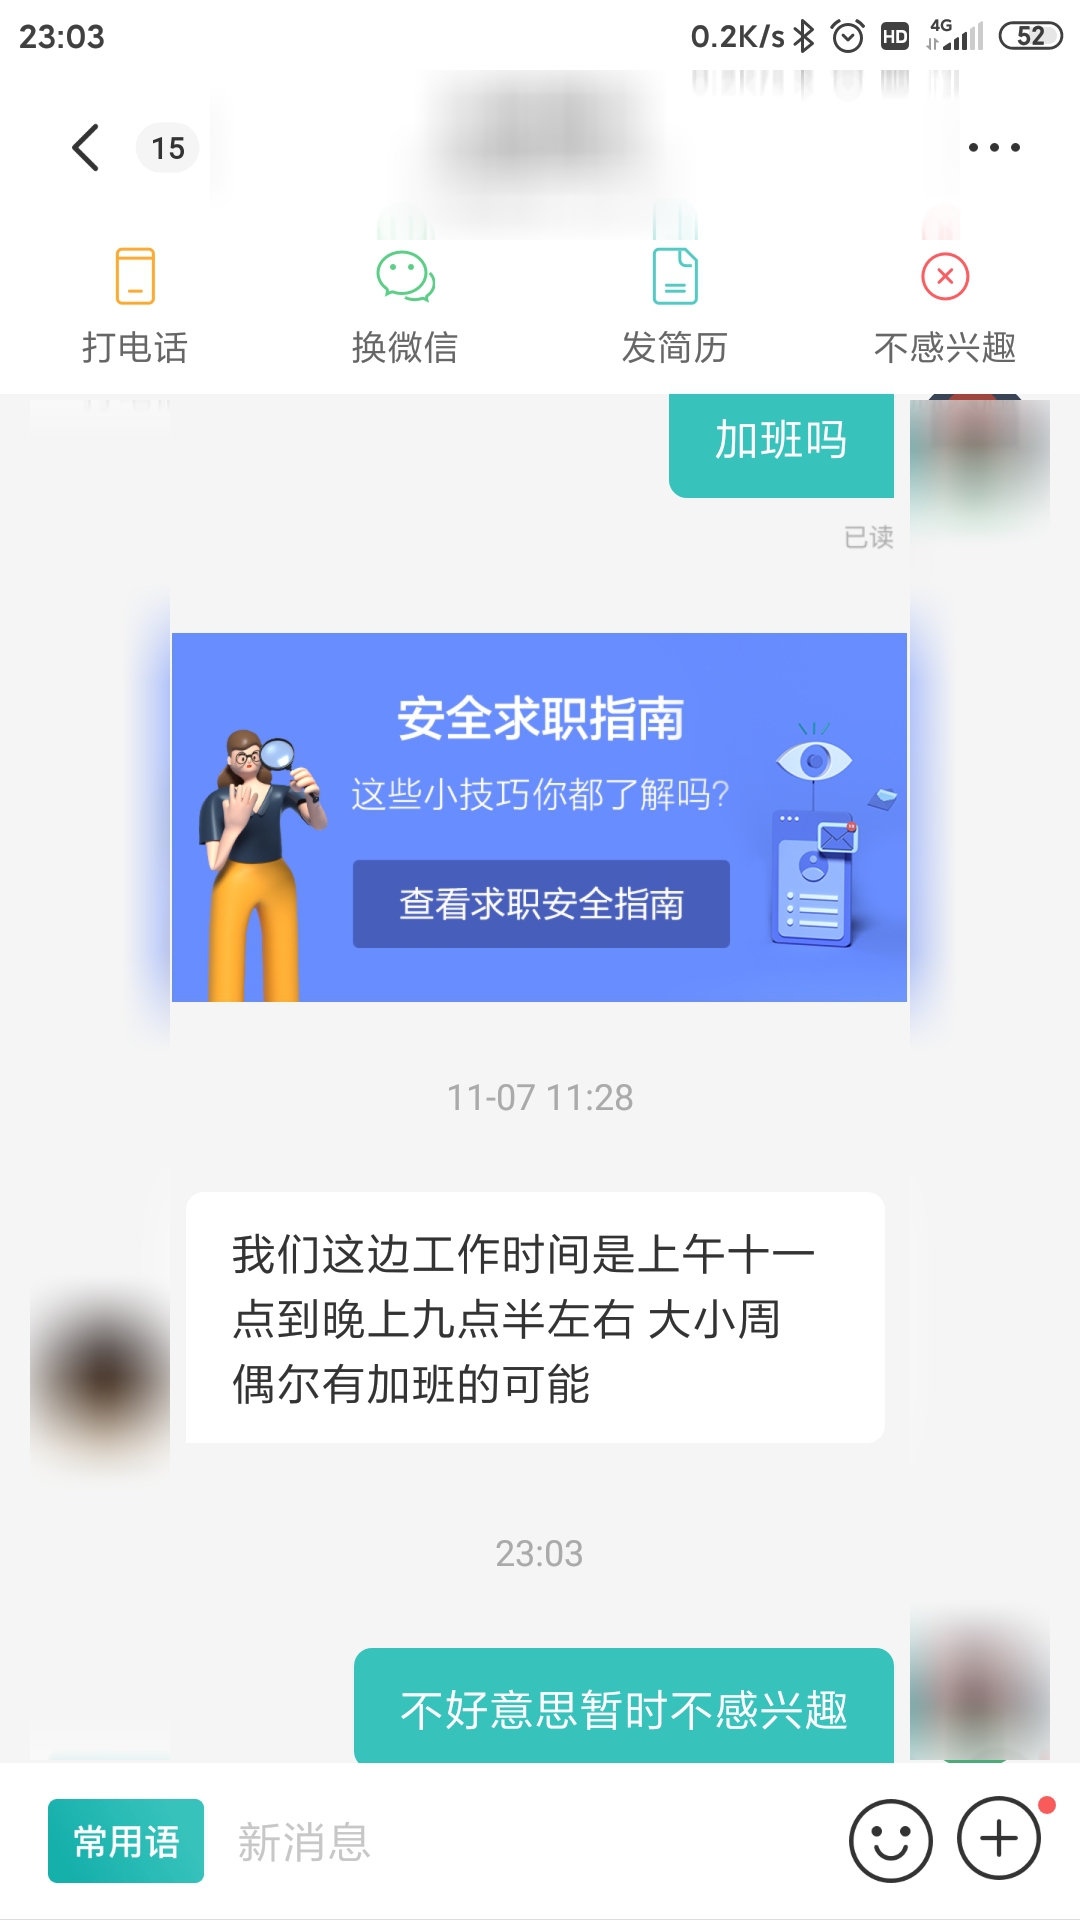 23:03
0.2K/s HD 4G 52
15
打电话
换微信
发简历
不感兴趣
加班吗
已读
安全求职指南
这些小技巧你都了解吗？
查看求职安全指南
11-07 11:28
我们这边工作时间是上午十一
点到晚上九点半左右 大小周
偶尔有加班的可能
23:03
不好意思暂时不感兴趣
常用语
新消息